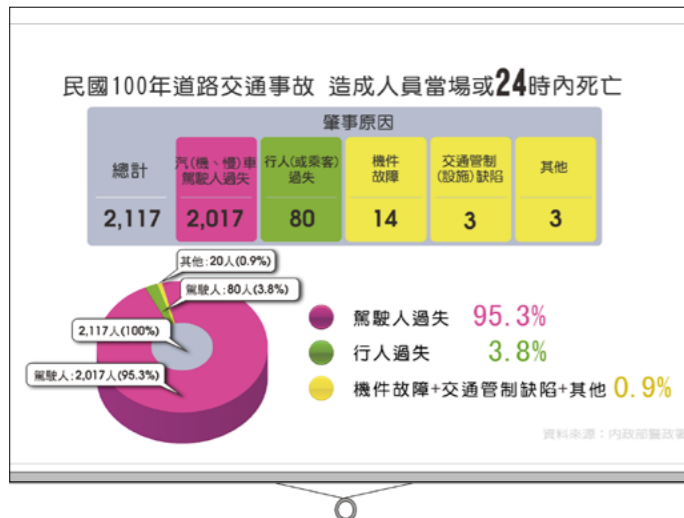 民國100年道路交通事故 造成人員當場或24時內死亡
肇事原因
總計
汽(機、慢)車
駕駛人過失
行人(或乘客)
過失
機件
故障
交通管制
(設施)缺陷
其他
2,117
2,017
80
14
3
3
其他:20人(0.9%)
駕駛人:80人(3.8%)
2,117人(100%)
駕駛人:2,017人(95.3%)
駕駛人過失 95.3%
行人過失 3.8%
機件故障+交通管制缺陷+其他 0.9%
資料來源:內政部警政署